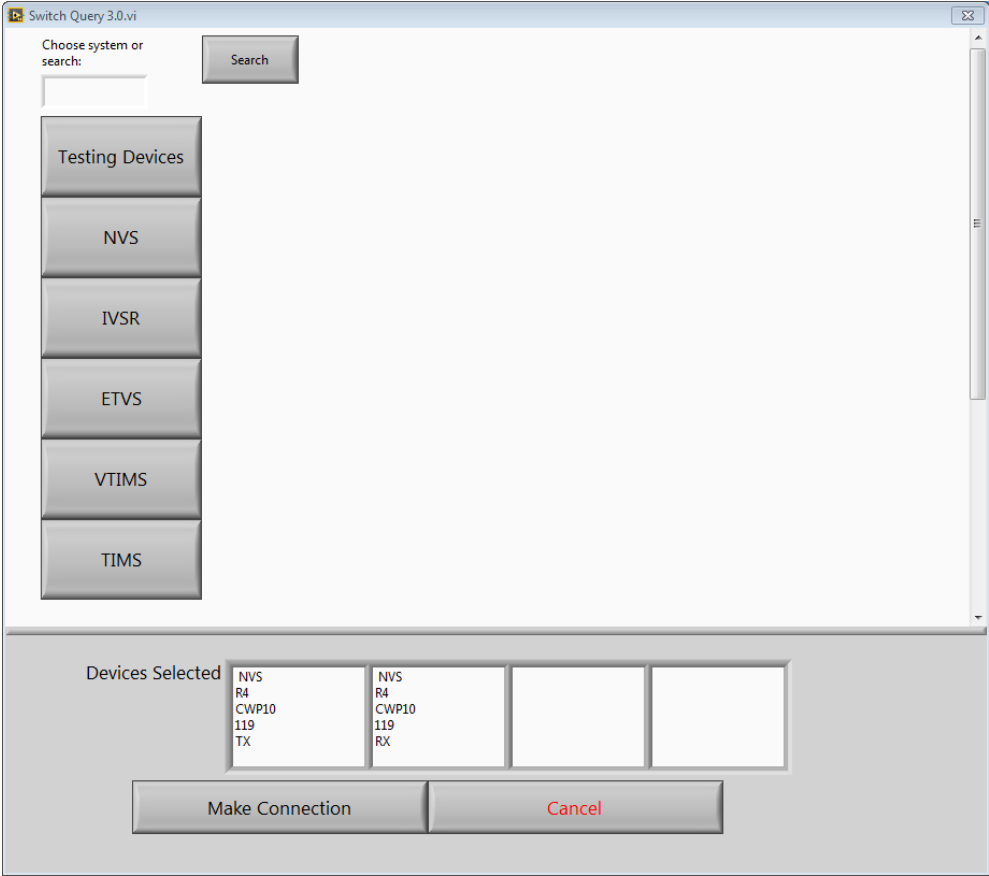 Switch Query 3.0.vi
Choose system or
search:
Search
Testing Devices
NVS
IVSR
ETVS
VTIMS
TIMS
Devices Selected
NVS
R4
CWP10
119
TX
NVS
R4
CWP10
119
RX
Make Connection
Cancel